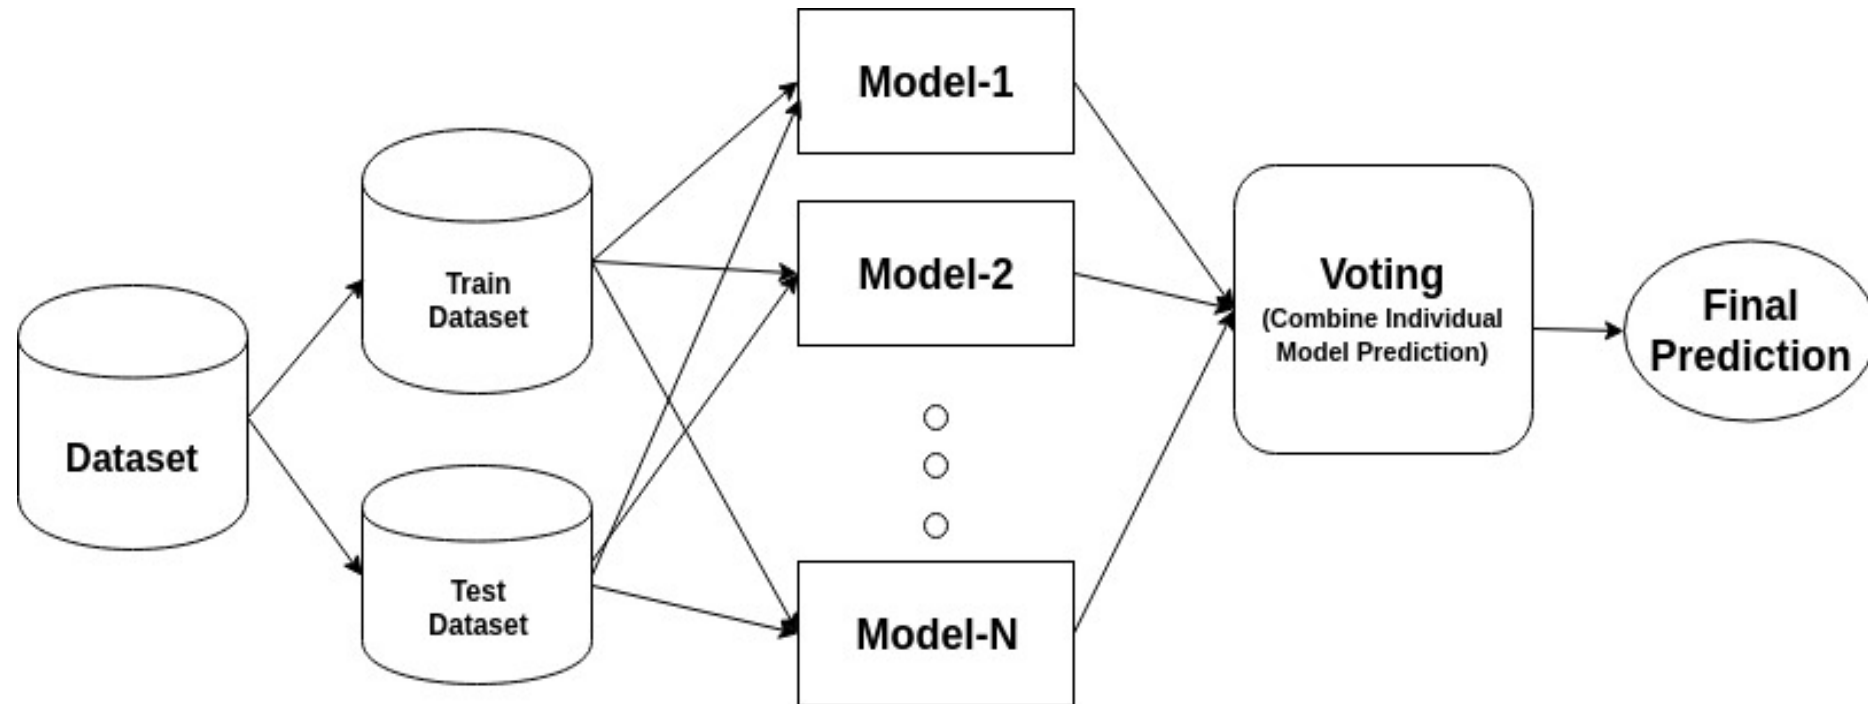 Dataset
Train
Dataset
Test
Dataset
Model-1
Model-2
Model-N
Voting
(Combine Individual
Model Prediction)
Final
Prediction